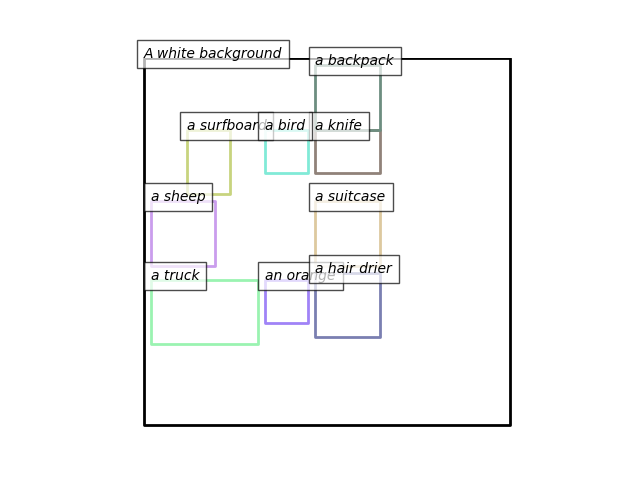 A white background
a backpack
a surfboard
a bird
a knife
a sheep
a suitcase
a truck
an orange
a hair drier